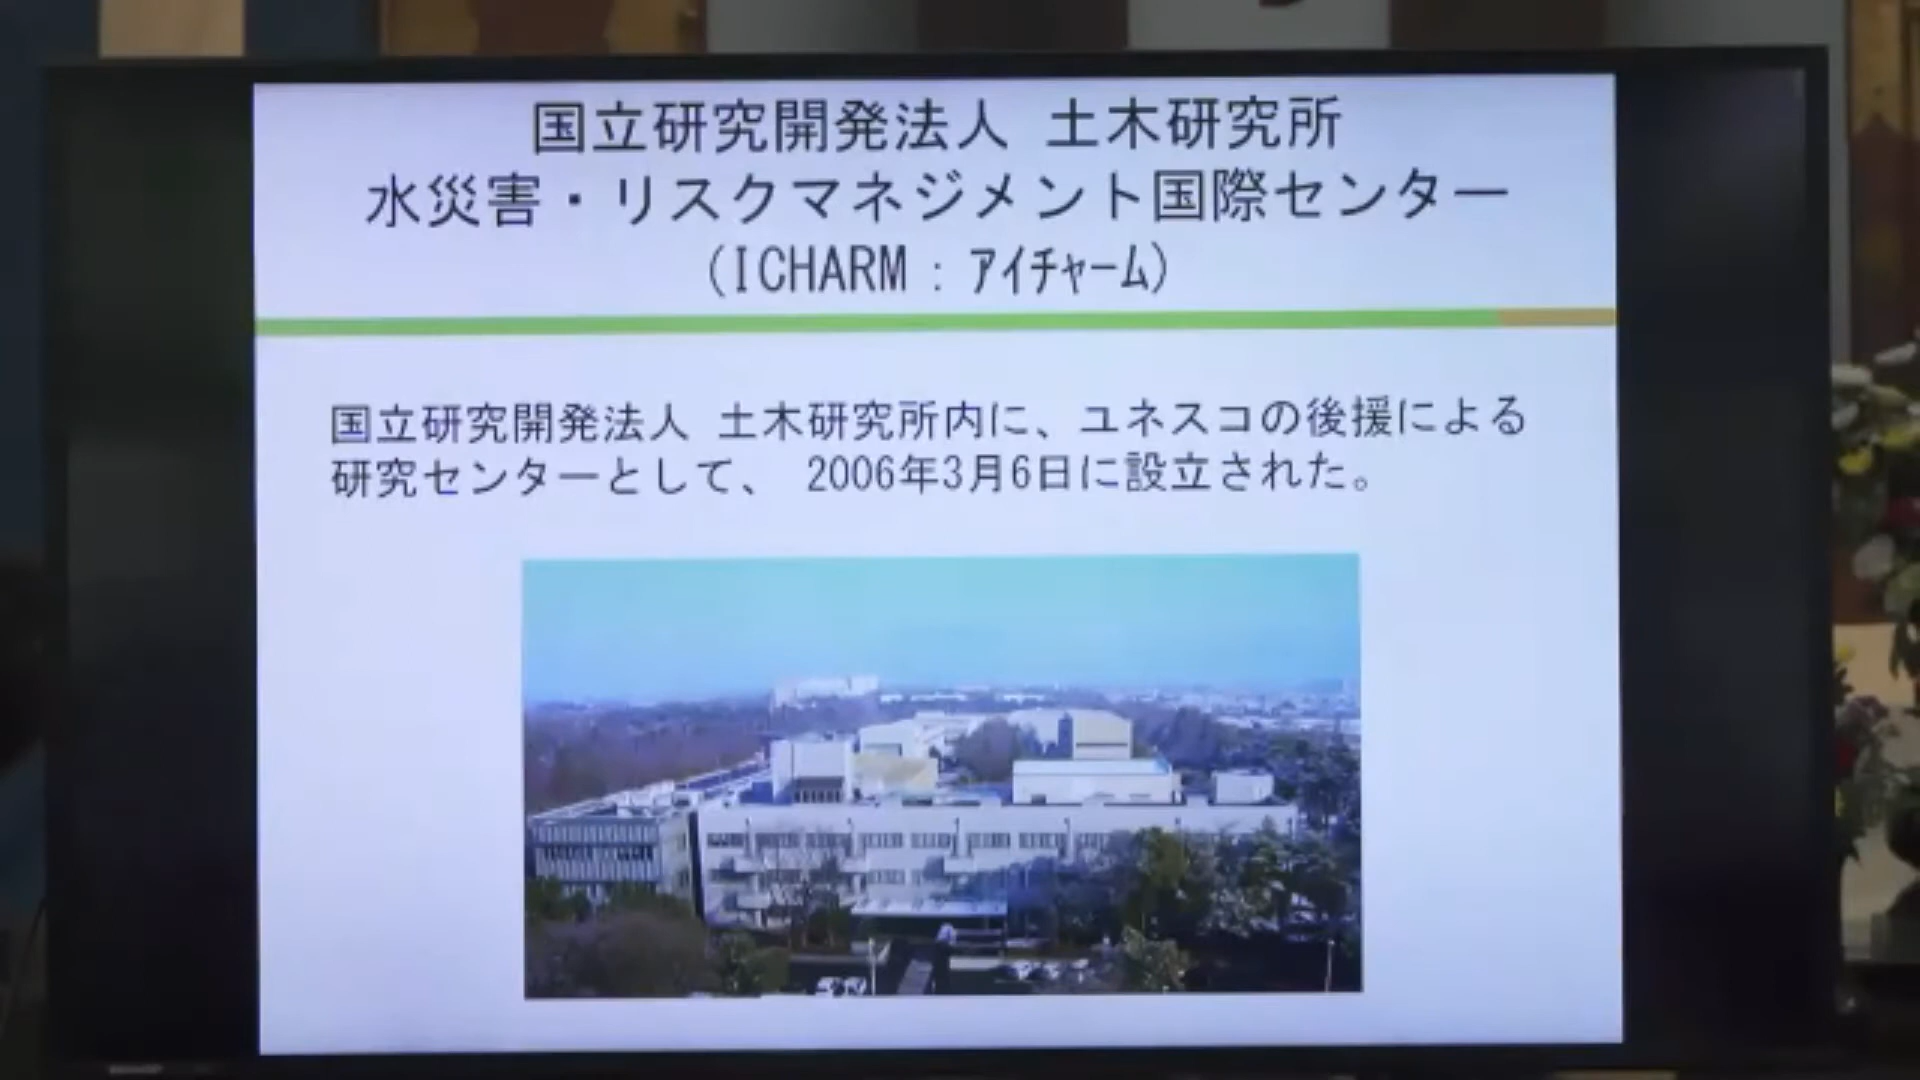 国立研究開発法人 土木研究所
水災害・リスクマネジメント国際センター
(ICHARM : ｱｲﾁｬｰﾑ)
国立研究開発法人 土木研究所内に、ユネスコの後援による
研究センターとして、 2006年3月6日に設立された。